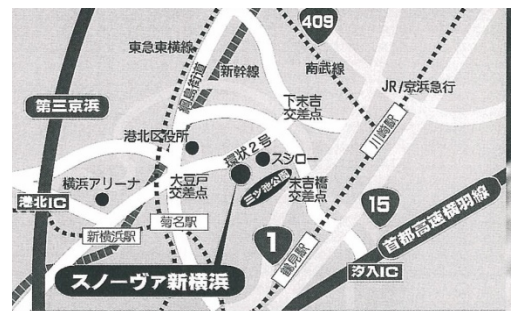 409
東急東横線
綱島街道
新幹線
南武線
JR/京浜急行
第三京浜
下末吉
交差点
川崎駅
港北区役所
環状2号
スシロー
横浜アリーナ
大豆戸
交差点
三ツ池公園
末吉橋
交差点
港北IC
菊名駅
15
新横浜駅
1
鶴見駅
首都高速横羽線
汐入IC
スノーヴァ新横浜